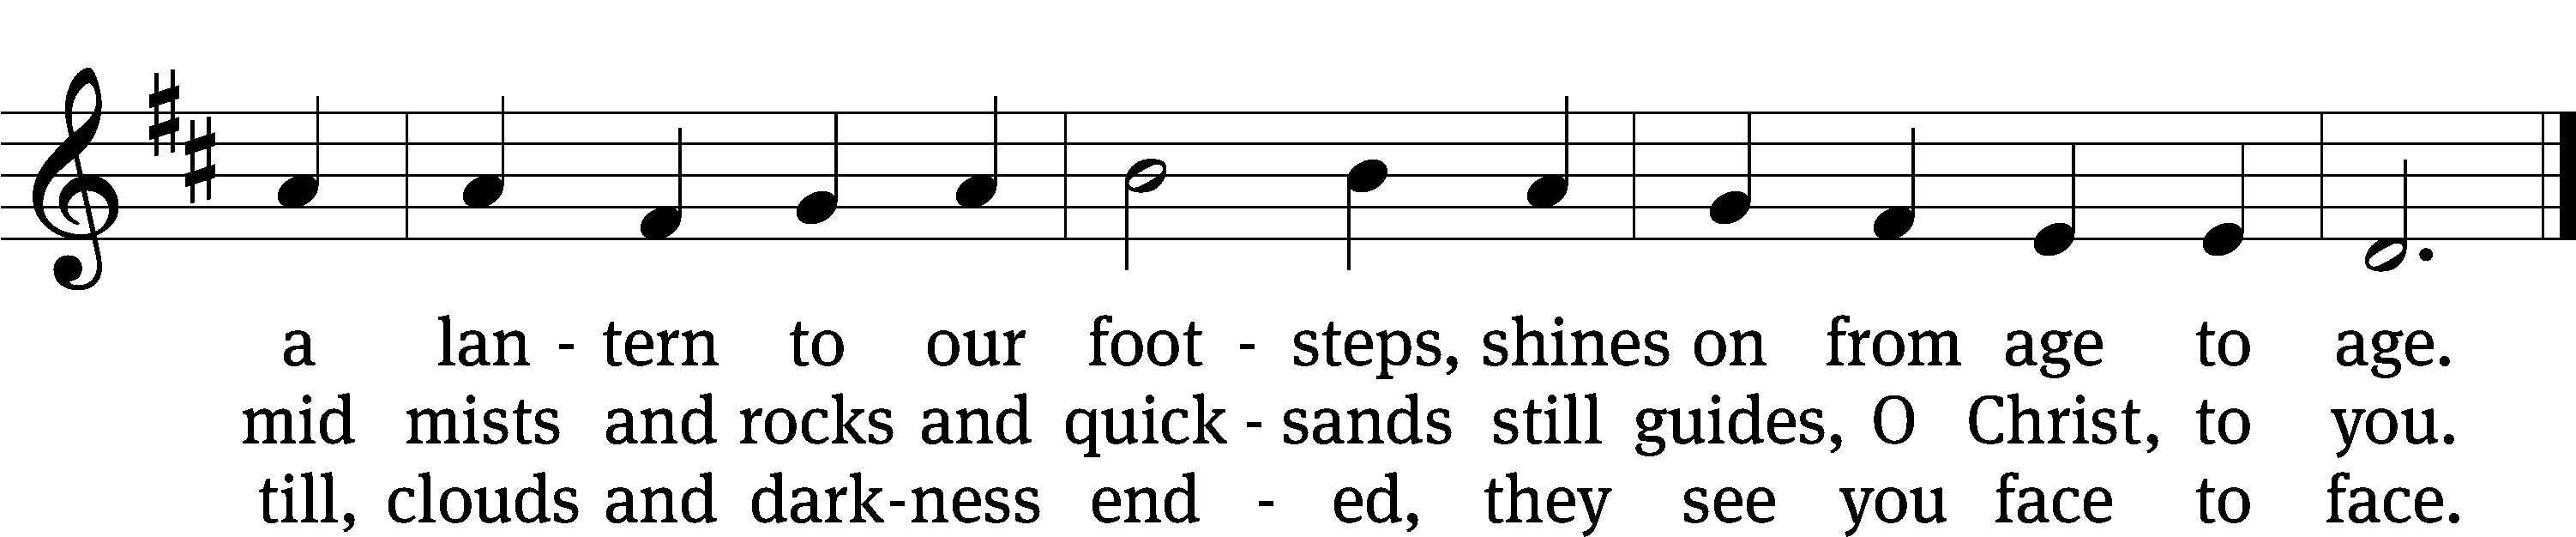 a lan - tern to our foot - steps, shines on from age to age.
mid mists and rocks and quick - sands still guides, O Christ, to you.
till, clouds and dark-ness end - ed, they see you face to face.